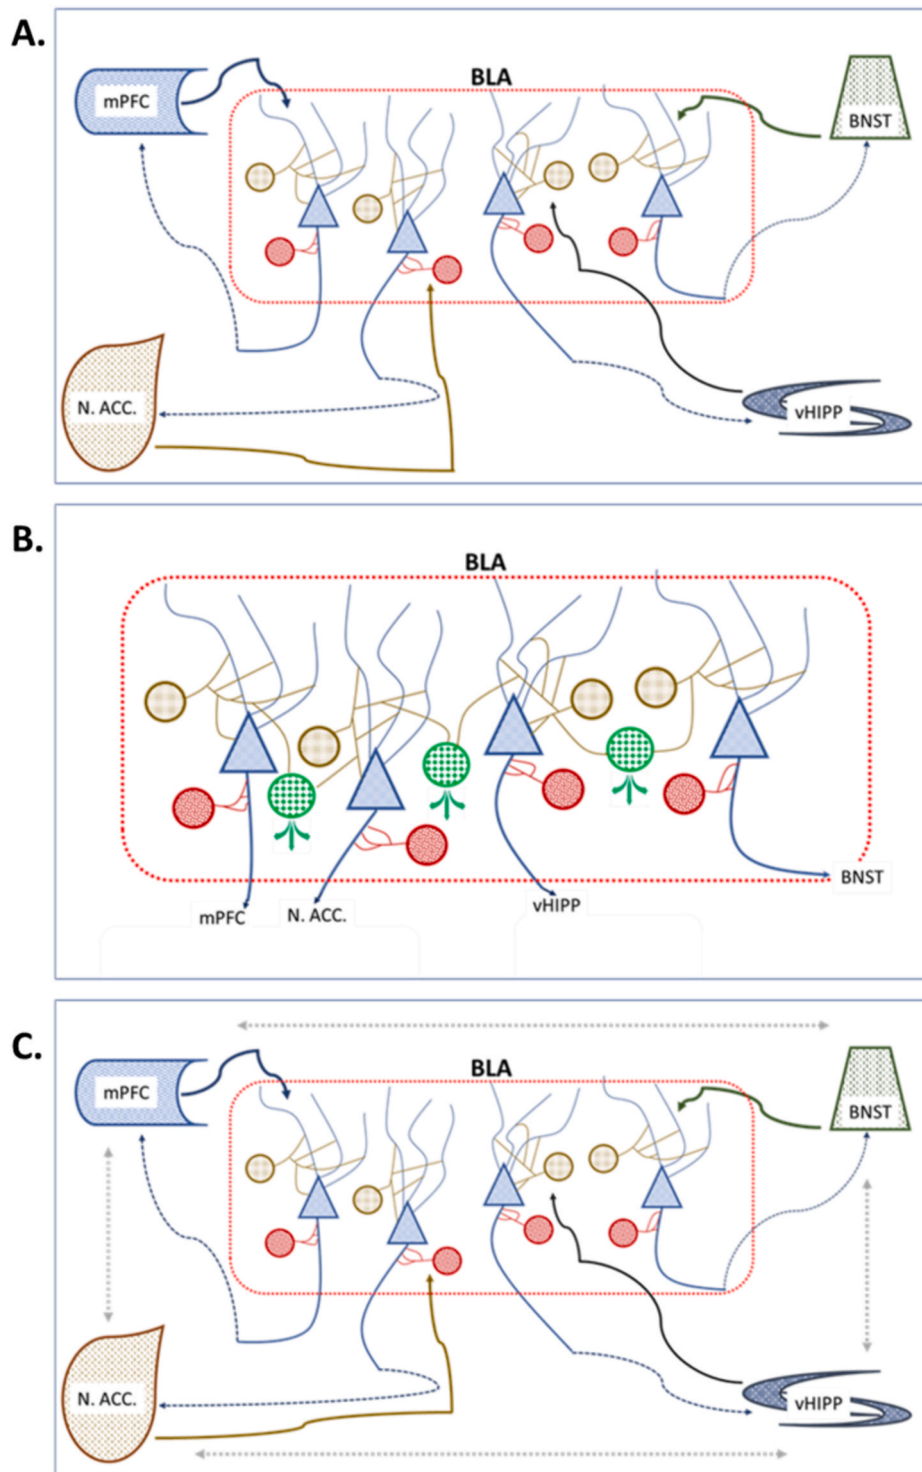 A.
BLA
mPFC
BNST
N. ACC.
vHIPP
B.
BLA
BNST
mPFC
N. ACC.
vHIPP
C.
BLA
mPFC
BNST
N. ACC.
vHIPP